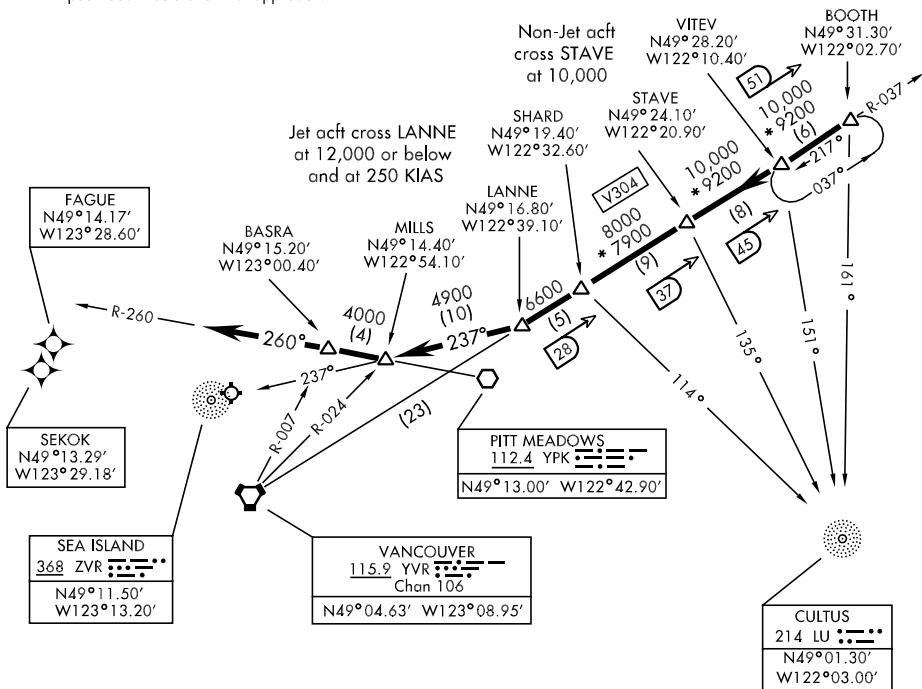 Non-Jet acft
cross STAVE
at 10,000
VITEV
N49°28.20′
W122°10.40′
BOOTH
N49°31.30′
W122°02.70′
51
R-037
10,000
* 9200
(6)
217°
037°
Jet acft cross LANNE
at 12,000 or below
and at 250 KIAS
SHARD
N49°19.40′
W122°32.60′
STAVE
N49°24.10′
W122°20.90′
10,000
* 9200
(8)
45
V304
8000
* 7900
(9)
37
FAGUE
N49°14.17′
W123°28.60′
BASRA
N49°15.20′
W123°00.40′
MILLS
N49°14.40′
W122°54.10′
LANNE
N49°16.80′
W122°39.10′
6600
(5)
28
R-260
260°
4000
(4)
4900
(10)
237°
237°
R-007
R-024
(23)
114°
135°
151°
161°
SEKOK
N49°13.29′
W123°29.18′
PITT MEADOWS
112.4 YPK
N49°13.00′ W122°42.90′
SEA ISLAND
368 ZVR
N49°11.50′
W123°13.20′
VANCOUVER
115.9 YVR
Chan 106
N49°04.63′ W123°08.95′
CULTUS
214 LU
N49°01.30′
W122°03.00′